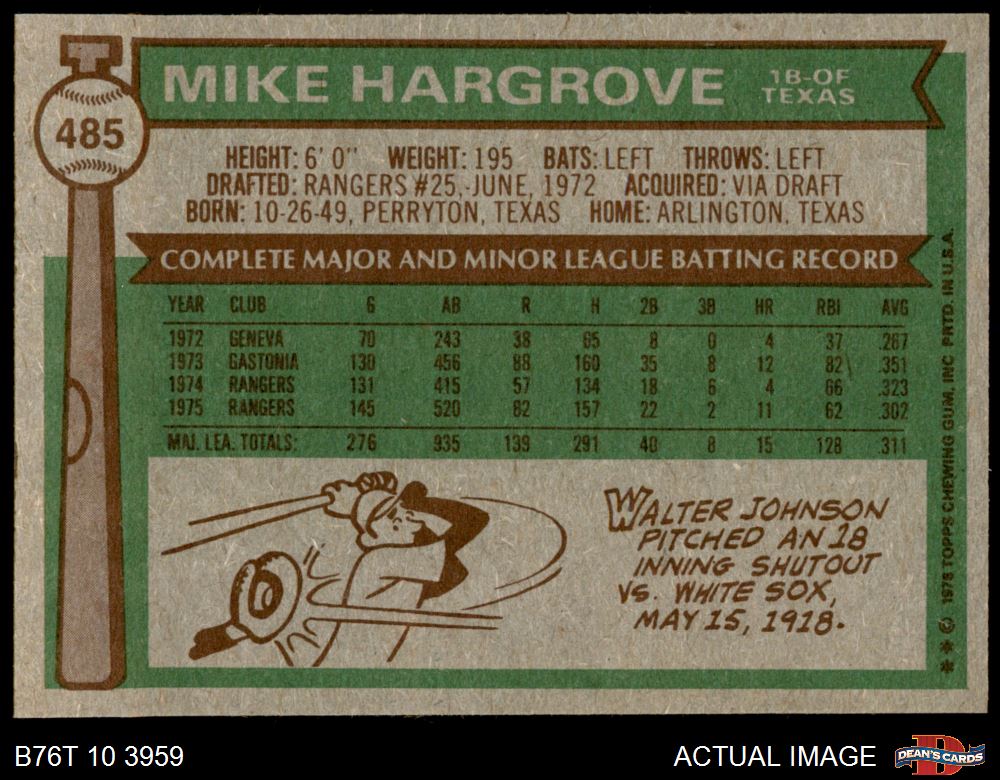 MIKE HARGROVE
1B-OF
TEXAS
485
HEIGHT: 6' 0" WEIGHT: 195 BATS: LEFT THROWS: LEFT
DRAFTED: RANGERS #25, JUNE, 1972 ACQUIRED: VIA DRAFT
BORN: 10-26-49, PERRYTON, TEXAS HOME: ARLINGTON, TEXAS
COMPLETE MAJOR AND MINOR LEAGUE BATTING RECORD
YEAR CLUB G AB R H 2B 3B HR RBI AVG
1972 GENEVA 70 243 38 65 8 0 4 37 .267
1973 GASTONIA 130 456 88 160 35 8 12 82 .351
1974 RANGERS 131 415 57 134 18 6 4 66 .323
1975 RANGERS 145 520 82 157 22 2 11 62 .302
MAJ. LEA. TOTALS: 276 935 139 291 40 8 15 128 .311
WALTER JOHNSON
PITCHED AN 18
INNING SHUTOUT
VS. WHITE SOX,
MAY 15, 1918.
** © 1976 TOPPS CHEWING GUM, INC PRTD. IN U.S.A.
B76T 10 3959
ACTUAL IMAGE
D
DEAN'S CARDS